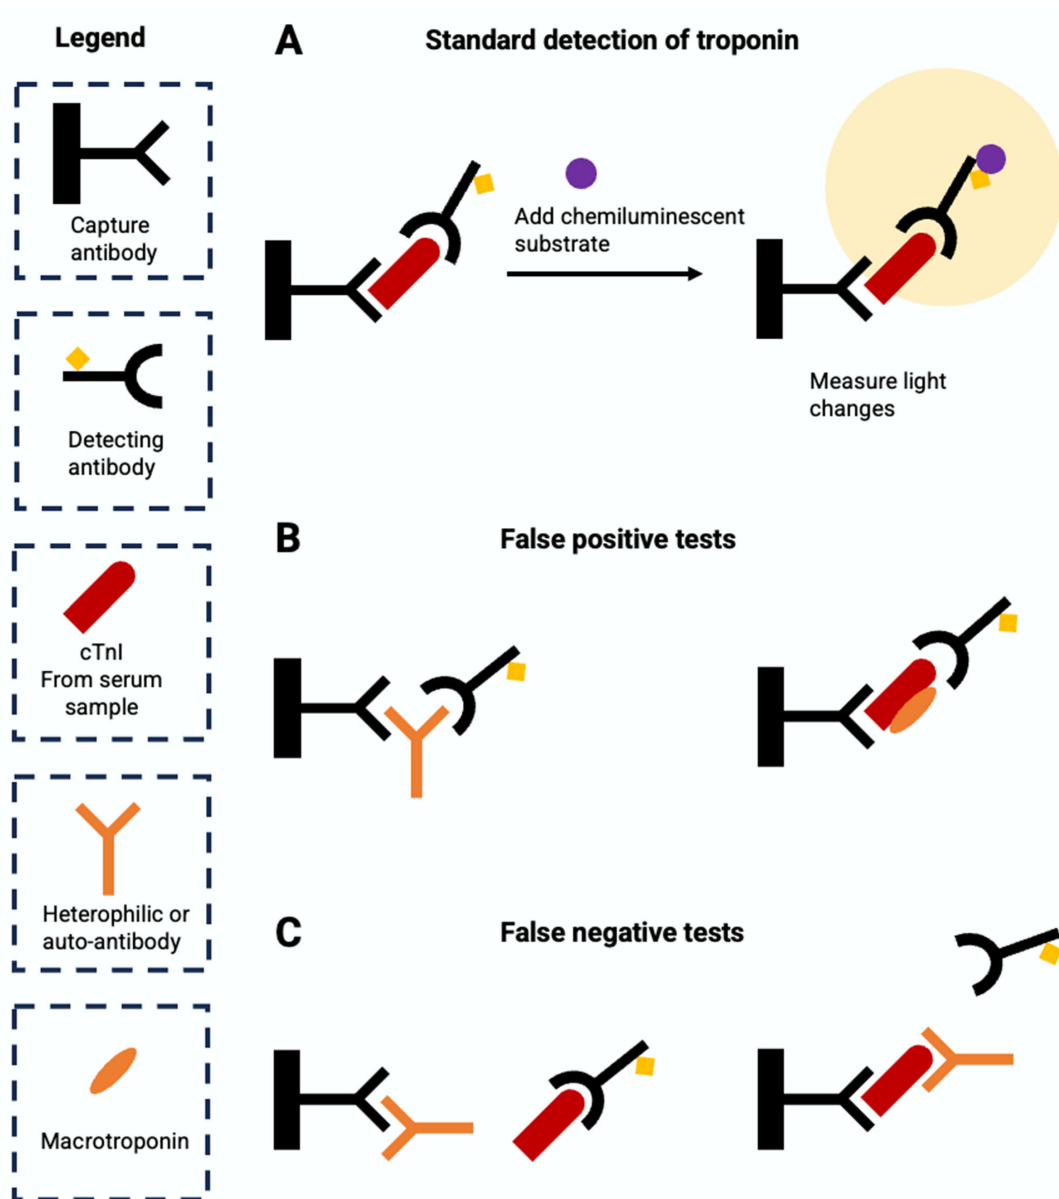 Legend
Capture
antibody
Detecting
antibody
cTnI
From serum
sample
Heterophilic or
auto-antibody
Macrotroponin
A
Standard detection of troponin
Add chemiluminescent
substrate
Measure light
changes
B
False positive tests
C
False negative tests